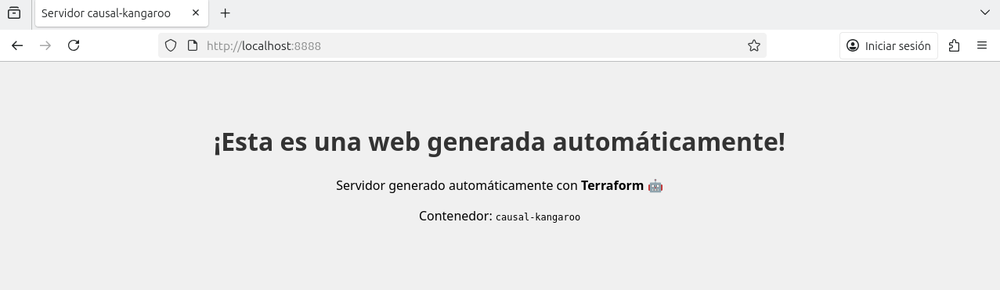 Servidor causal-kangaroo
http://localhost:8888
Iniciar sesión
¡Esta es una web generada automáticamente!
Servidor generado automáticamente con Terraform 🤖
Contenedor: causal-kangaroo